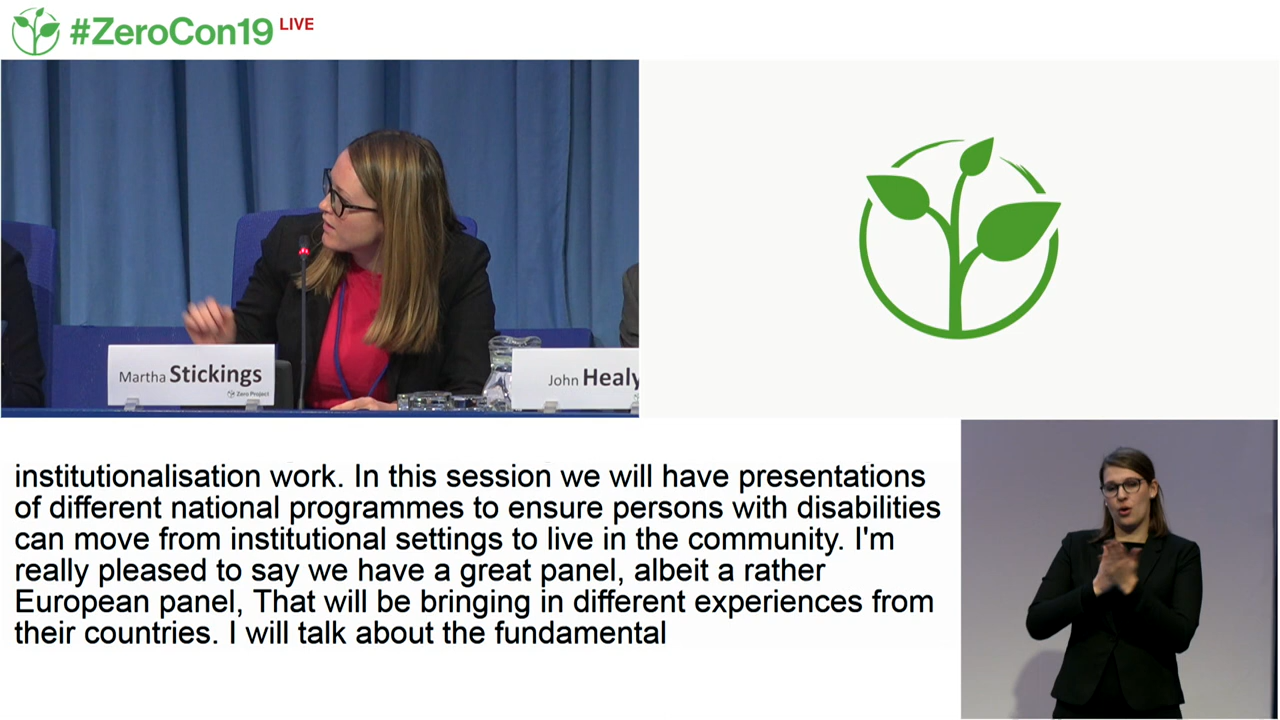 #ZeroCon19 LIVE
Martha Stickings
Zero Project
John Healy
institutionalisation work. In this session we will have presentations
of different national programmes to ensure persons with disabilities
can move from institutional settings to live in the community. I'm
really pleased to say we have a great panel, albeit a rather
European panel, That will be bringing in different experiences from
their countries. I will talk about the fundamental